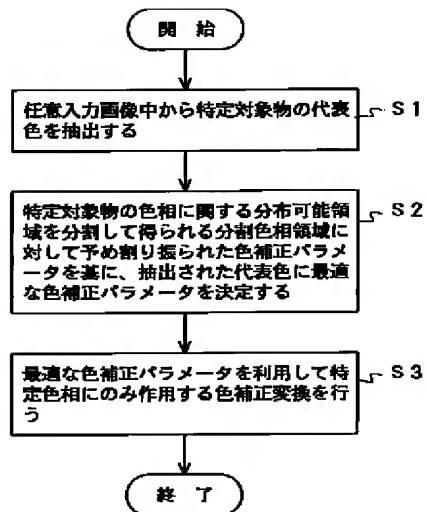 開 始
任意入力画像中から特定対象物の代表
色を抽出する
S1
特定対象物の色相に関する分布可能領
域を分割して得られる分割色相領域に
対して予め割り振られた色補正パラメ
ータを基に、抽出された代表色に最適
な色補正パラメータを決定する
S2
最適な色補正パラメータを利用して特
定色相にのみ作用する色補正変換を行
う
S3
終 了